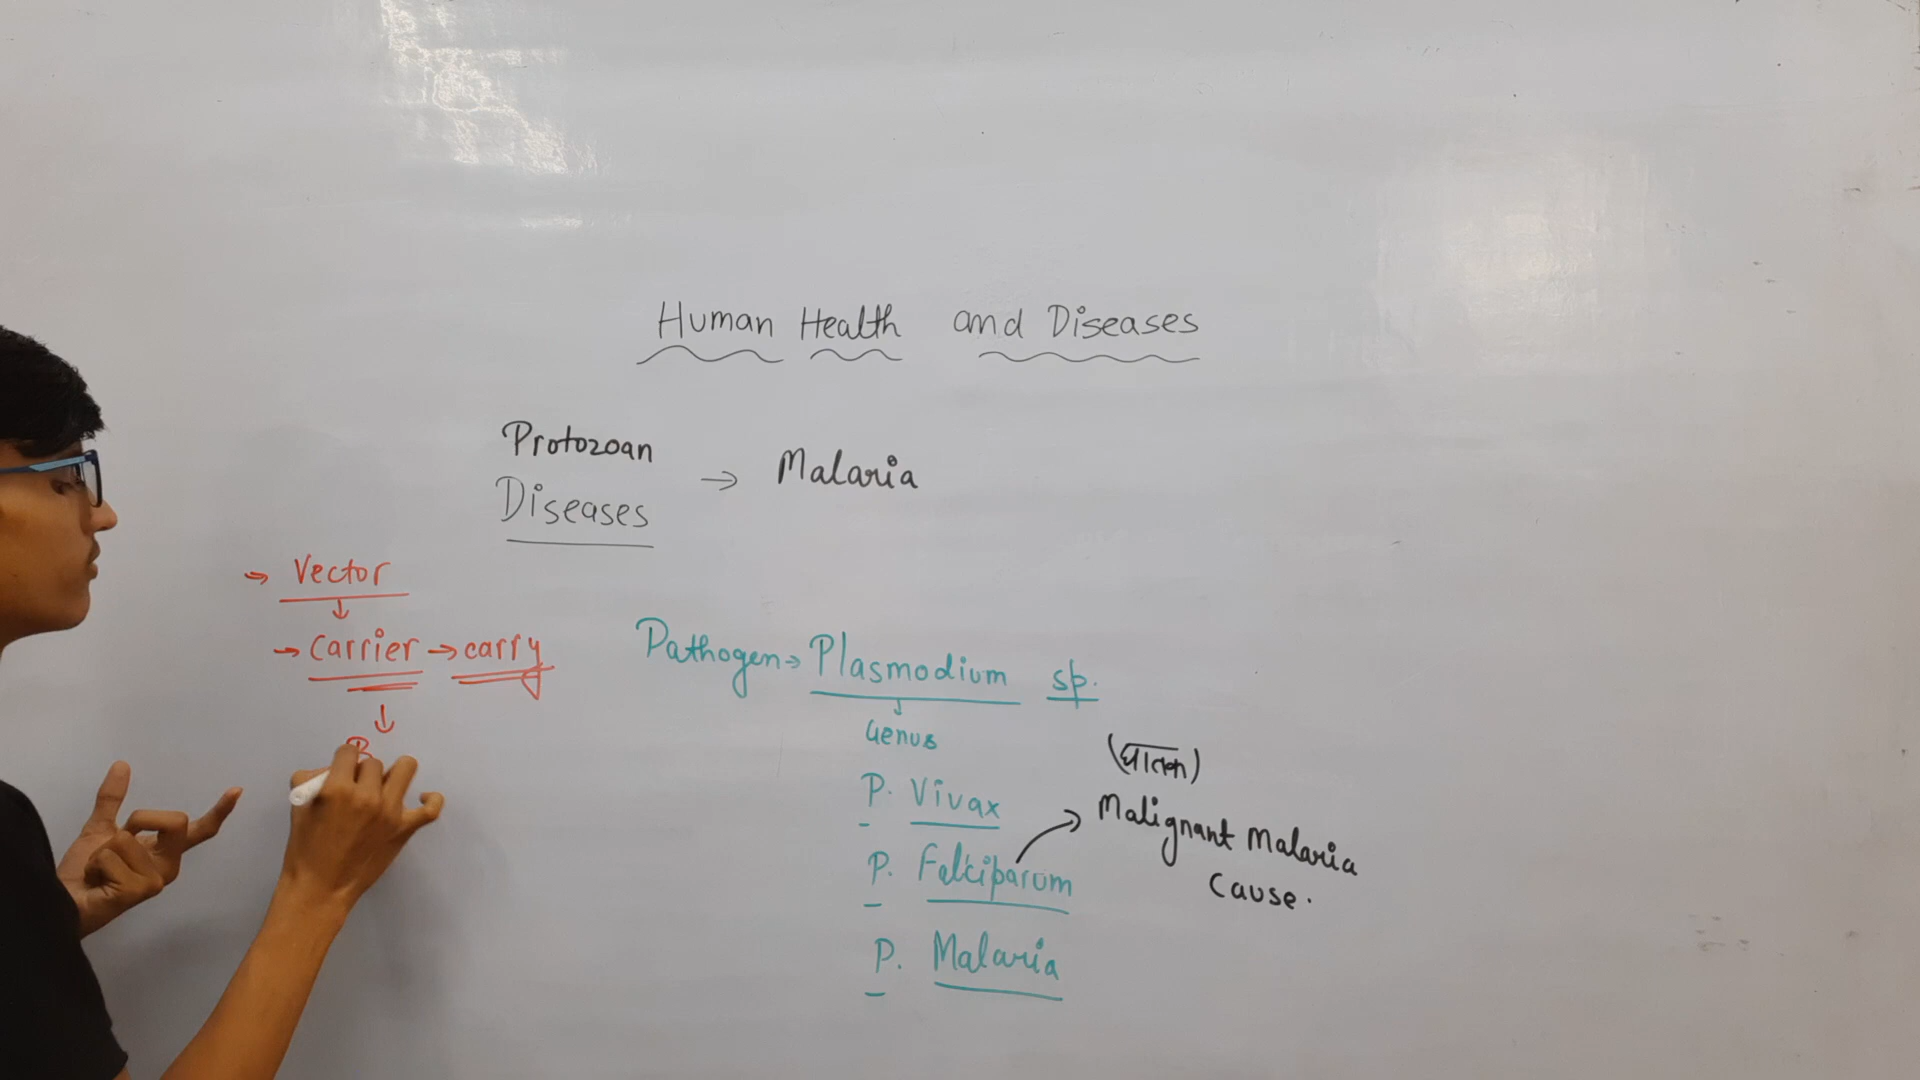 Human Health and Diseases
Protozoan
Diseases → Malaria
→ Vector
↓
→ Carrier → carry
↓
B
Pathogen → Plasmodium sp.
↓
Genus
P. Vivax
P. Falciparum
P. Malaria
(घातक)
Malignant Malaria
Cause.